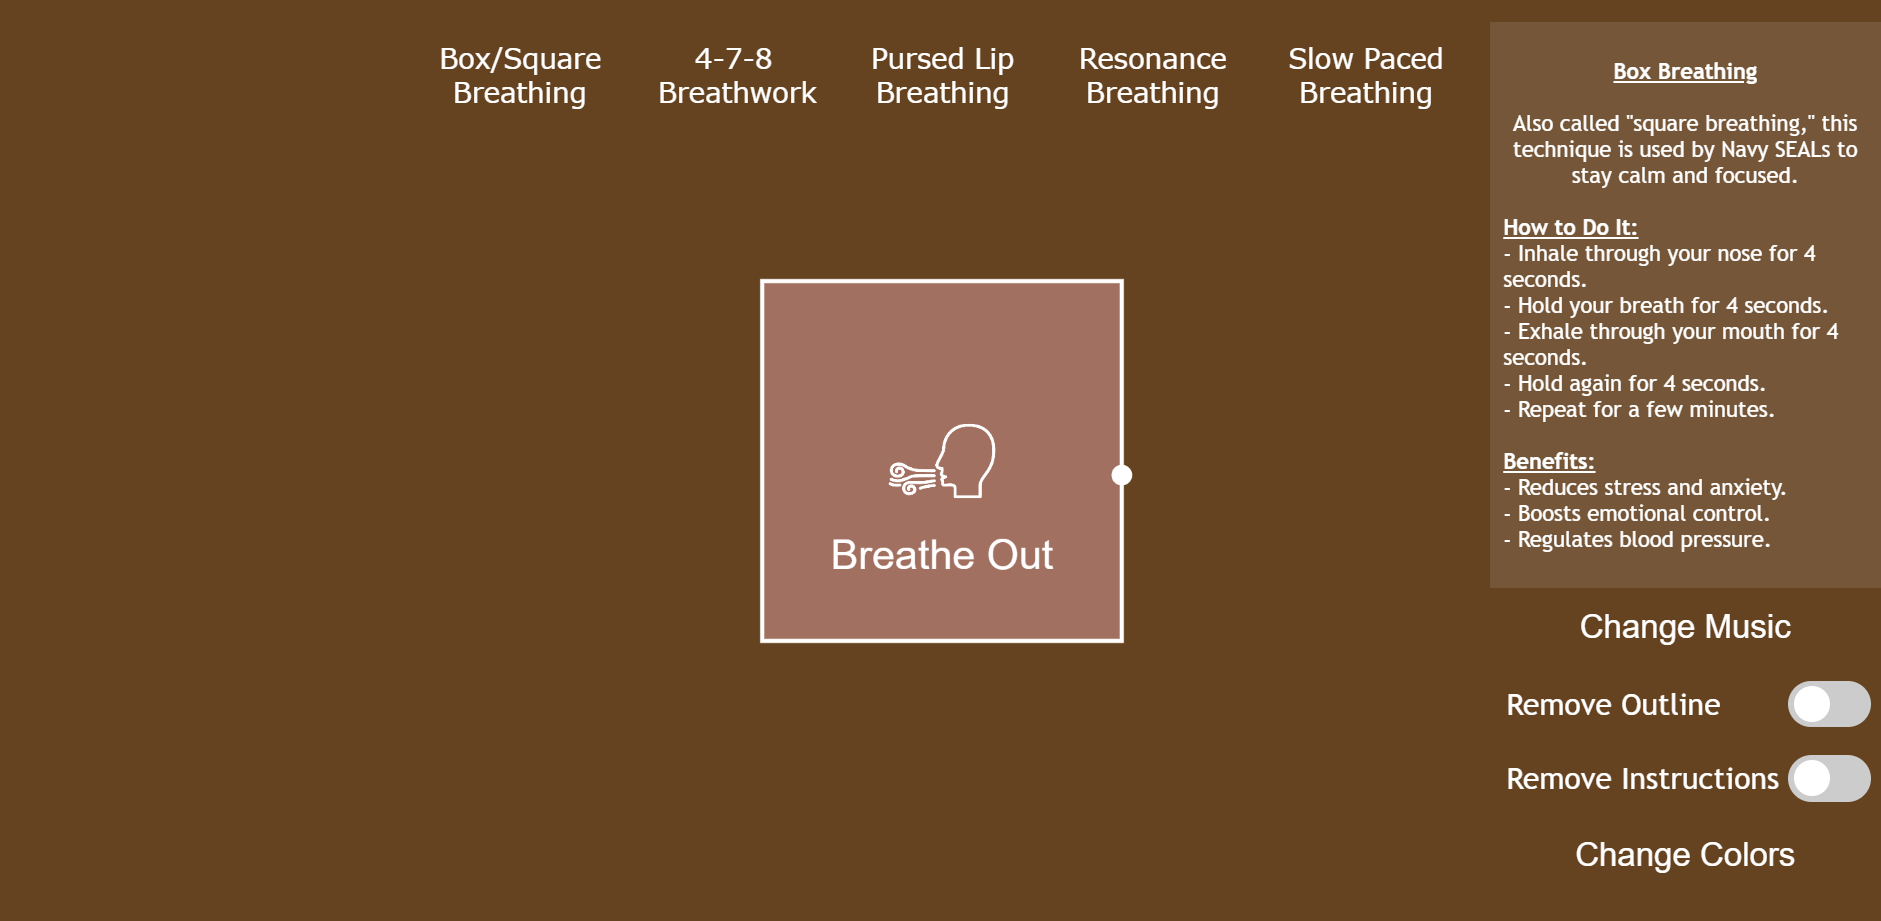 Box/Square
Breathing
4-7-8
Breathwork
Pursed Lip
Breathing
Resonance
Breathing
Slow Paced
Breathing
Breathe Out
Box Breathing
Also called "square breathing," this
technique is used by Navy SEALs to
stay calm and focused.
How to Do It:
- Inhale through your nose for 4
seconds.
- Hold your breath for 4 seconds.
- Exhale through your mouth for 4
seconds.
- Hold again for 4 seconds.
- Repeat for a few minutes.
Benefits:
- Reduces stress and anxiety.
- Boosts emotional control.
- Regulates blood pressure.
Change Music
Remove Outline
Remove Instructions
Change Colors